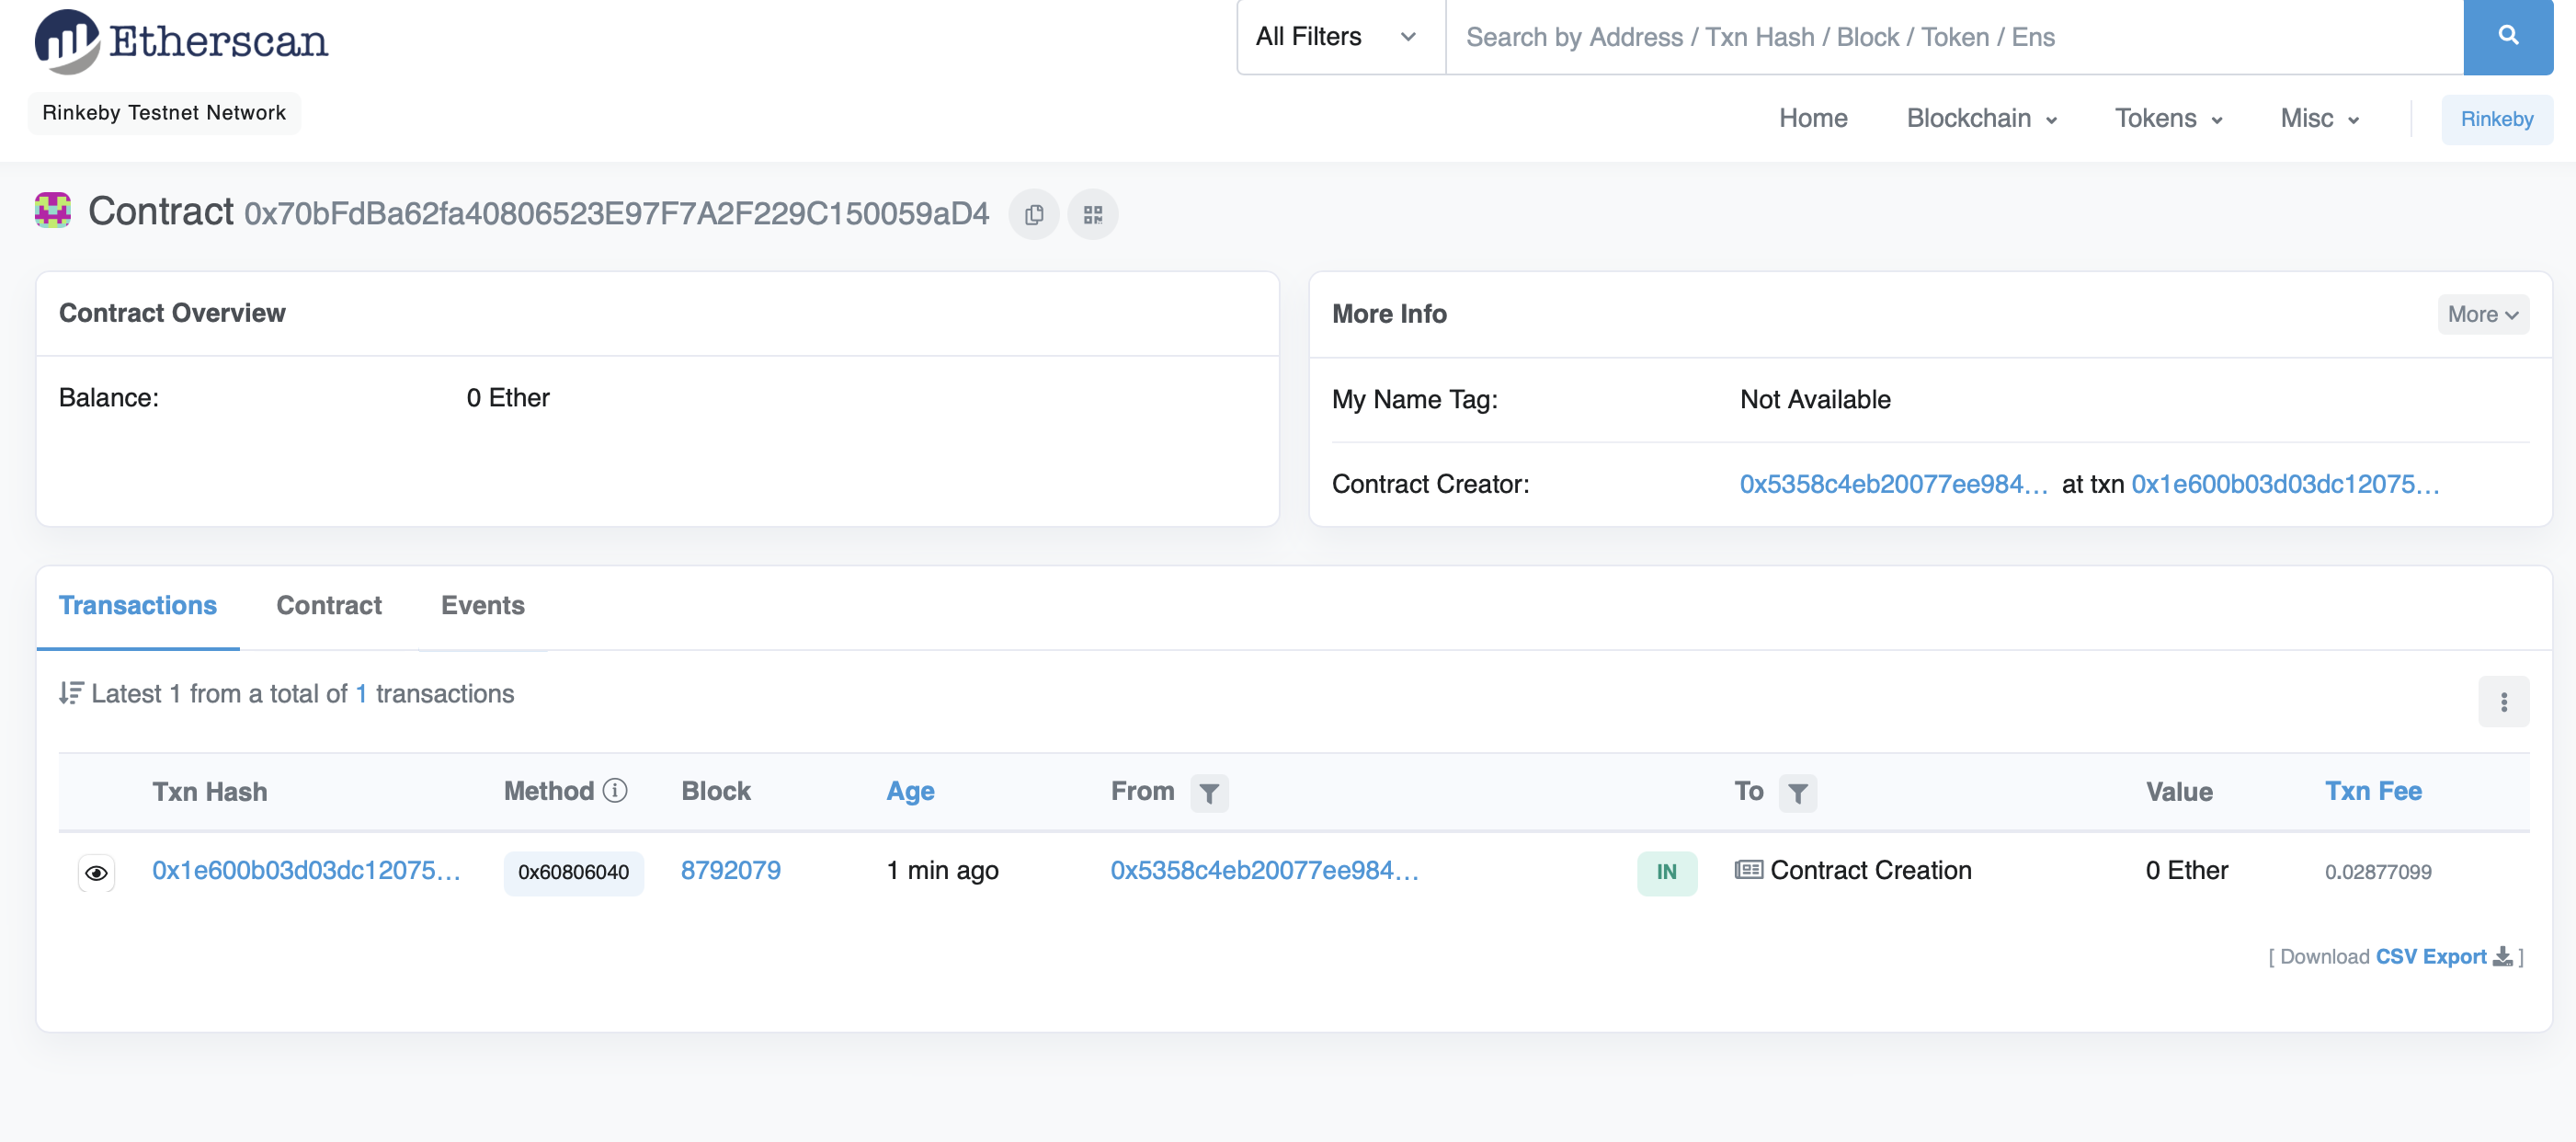 Etherscan
All Filters
Search by Address / Txn Hash / Block / Token / Ens
Rinkeby Testnet Network
Home Blockchain Tokens Misc Rinkeby
Contract 0x70bFdBa62fa40806523E97F7A2F229C150059aD4
Contract Overview
Balance: 0 Ether
More Info More
My Name Tag: Not Available
Contract Creator: 0x5358c4eb20077ee984... at txn 0x1e600b03d03dc12075...
Transactions Contract Events
Latest 1 from a total of 1 transactions
Txn Hash Method Block Age From To Value Txn Fee
0x1e600b03d03dc12075... 0x60806040 8792079 1 min ago 0x5358c4eb20077ee984... IN Contract Creation 0 Ether 0.02877099
[ Download CSV Export ]